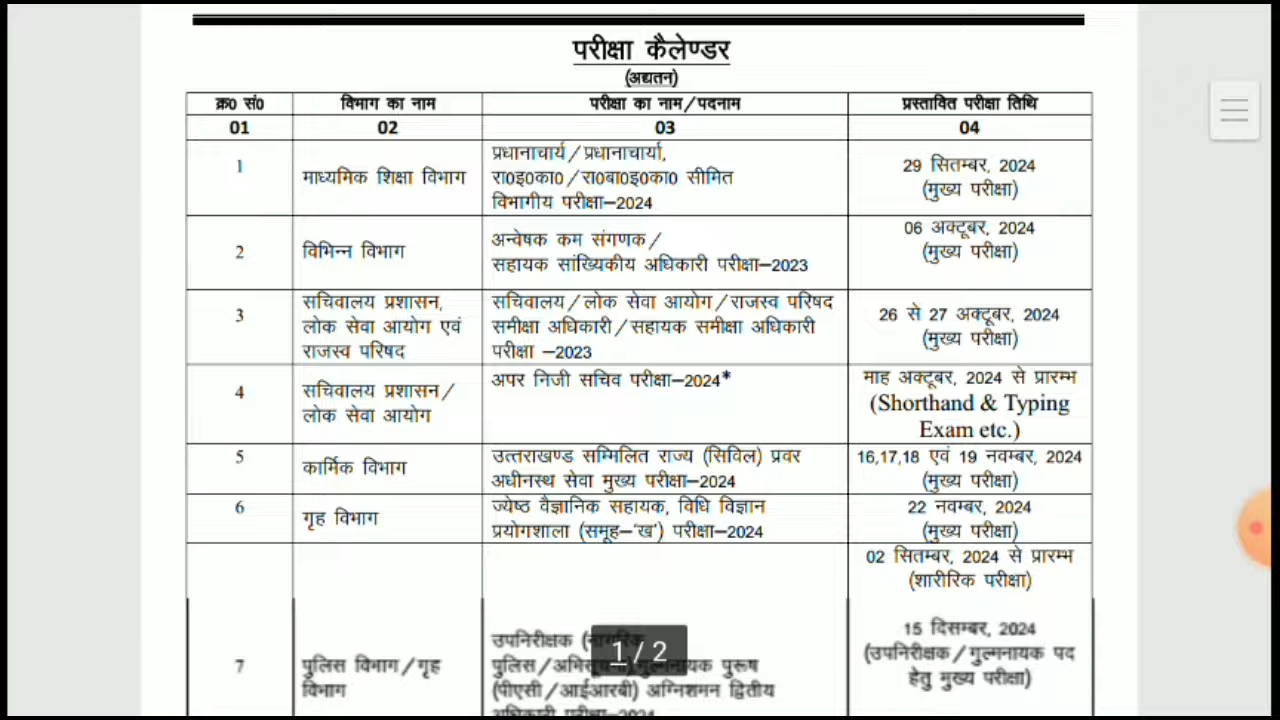 परीक्षा कैलेण्डर
(अद्यतन)
क्र0 सं0 विभाग का नाम परीक्षा का नाम/पदनाम प्रस्तावित परीक्षा तिथि
01 02 03 04
1 माध्यमिक शिक्षा विभाग प्रधानाचार्य/प्रधानाचार्या, 29 सितम्बर, 2024
रा0इ0का0/रा0बा0इ0का0 सीमित (मुख्य परीक्षा)
विभागीय परीक्षा–2024
2 विभिन्न विभाग अन्वेषक कम संगणक/ 06 अक्टूबर, 2024
सहायक सांख्यिकीय अधिकारी परीक्षा–2023 (मुख्य परीक्षा)
3 सचिवालय प्रशासन, सचिवालय/लोक सेवा आयोग/राजस्व परिषद 26 से 27 अक्टूबर, 2024
लोक सेवा आयोग एवं समीक्षा अधिकारी/सहायक समीक्षा अधिकारी (मुख्य परीक्षा)
राजस्व परिषद परीक्षा –2023
4 सचिवालय प्रशासन/ अपर निजी सचिव परीक्षा–2024* माह अक्टूबर, 2024 से प्रारम्भ
लोक सेवा आयोग (Shorthand & Typing
Exam etc.)
5 कार्मिक विभाग उत्तराखण्ड सम्मिलित राज्य (सिविल) प्रवर 16,17,18 एवं 19 नवम्बर, 2024
अधीनस्थ सेवा मुख्य परीक्षा–2024 (मुख्य परीक्षा)
6 गृह विभाग ज्येष्ठ वैज्ञानिक सहायक, विधि विज्ञान 22 नवम्बर, 2024
प्रयोगशाला (समूह–'ख') परीक्षा–2024 (मुख्य परीक्षा)
02 सितम्बर, 2024 से प्रारम्भ
(शारीरिक परीक्षा)
7 पुलिस विभाग/गृह उपनिरीक्षक 15 दिसम्बर, 2024
विभाग पुलिस/ गुल्मनायक पुरूष (उपनिरीक्षक/गुल्मनायक पद
(पीएसी/आईआरबी) अग्निशमन द्वितीय हेतु मुख्य परीक्षा)
1 / 2